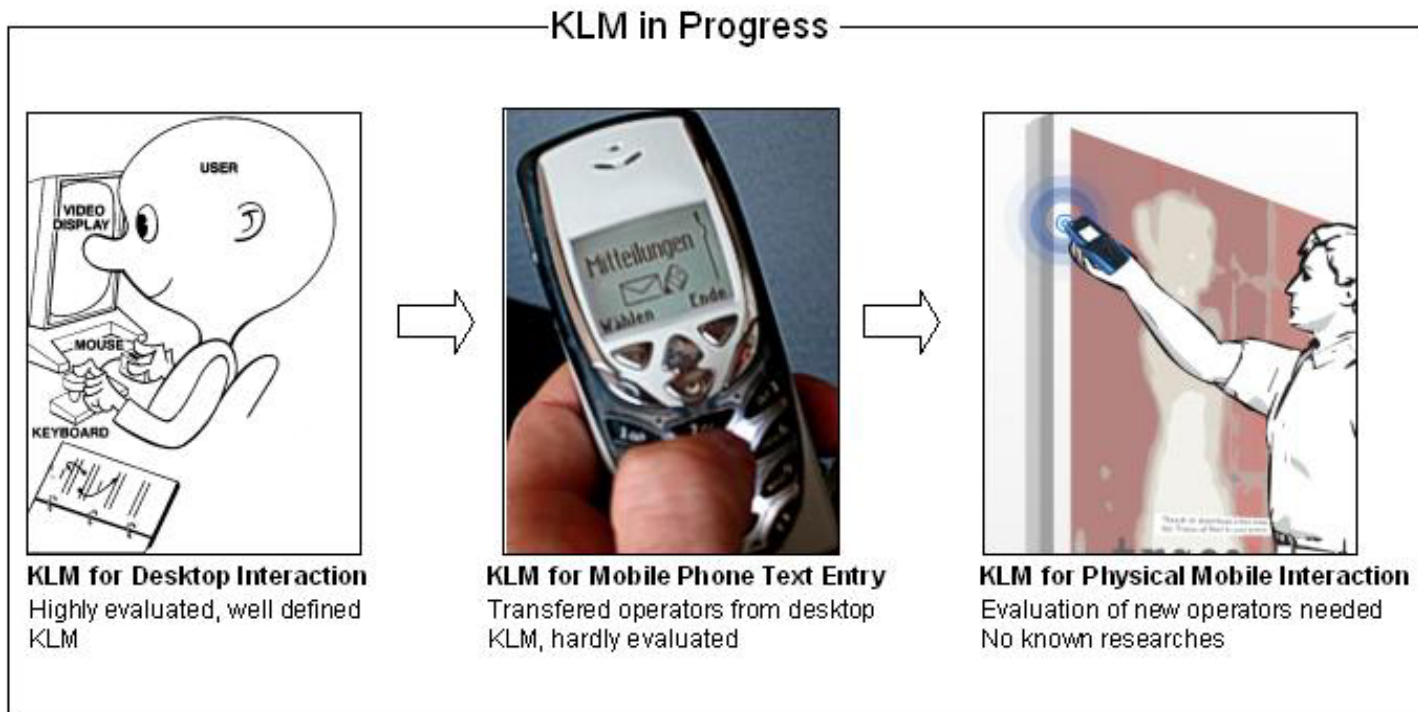 KLM in Progress
USER
VIDEO
DISPLAY
MOUSE
KEYBOARD
Mitteilungen
Wählen
Ende
KLM for Desktop Interaction
Highly evaluated, well defined
KLM
KLM for Mobile Phone Text Entry
Transfered operators from desktop
KLM, hardly evaluated
KLM for Physical Mobile Interaction
Evaluation of new operators needed
No known researches